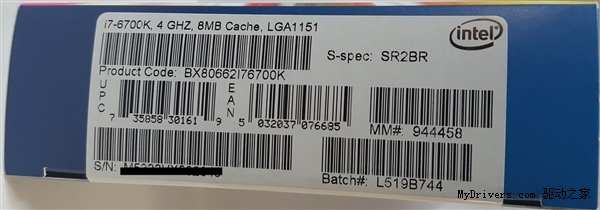 i7-6700K, 4 GHZ, 8MB Cache, LGA1151
intel
S-spec: SR2BR
Product Code: BX80662I76700K
UPC
EAN
7 35858 30161 9
5 032037 076685
MM#: 944458
S/N:
Batch#: L519B744
MyDrivers.com 驱动之家